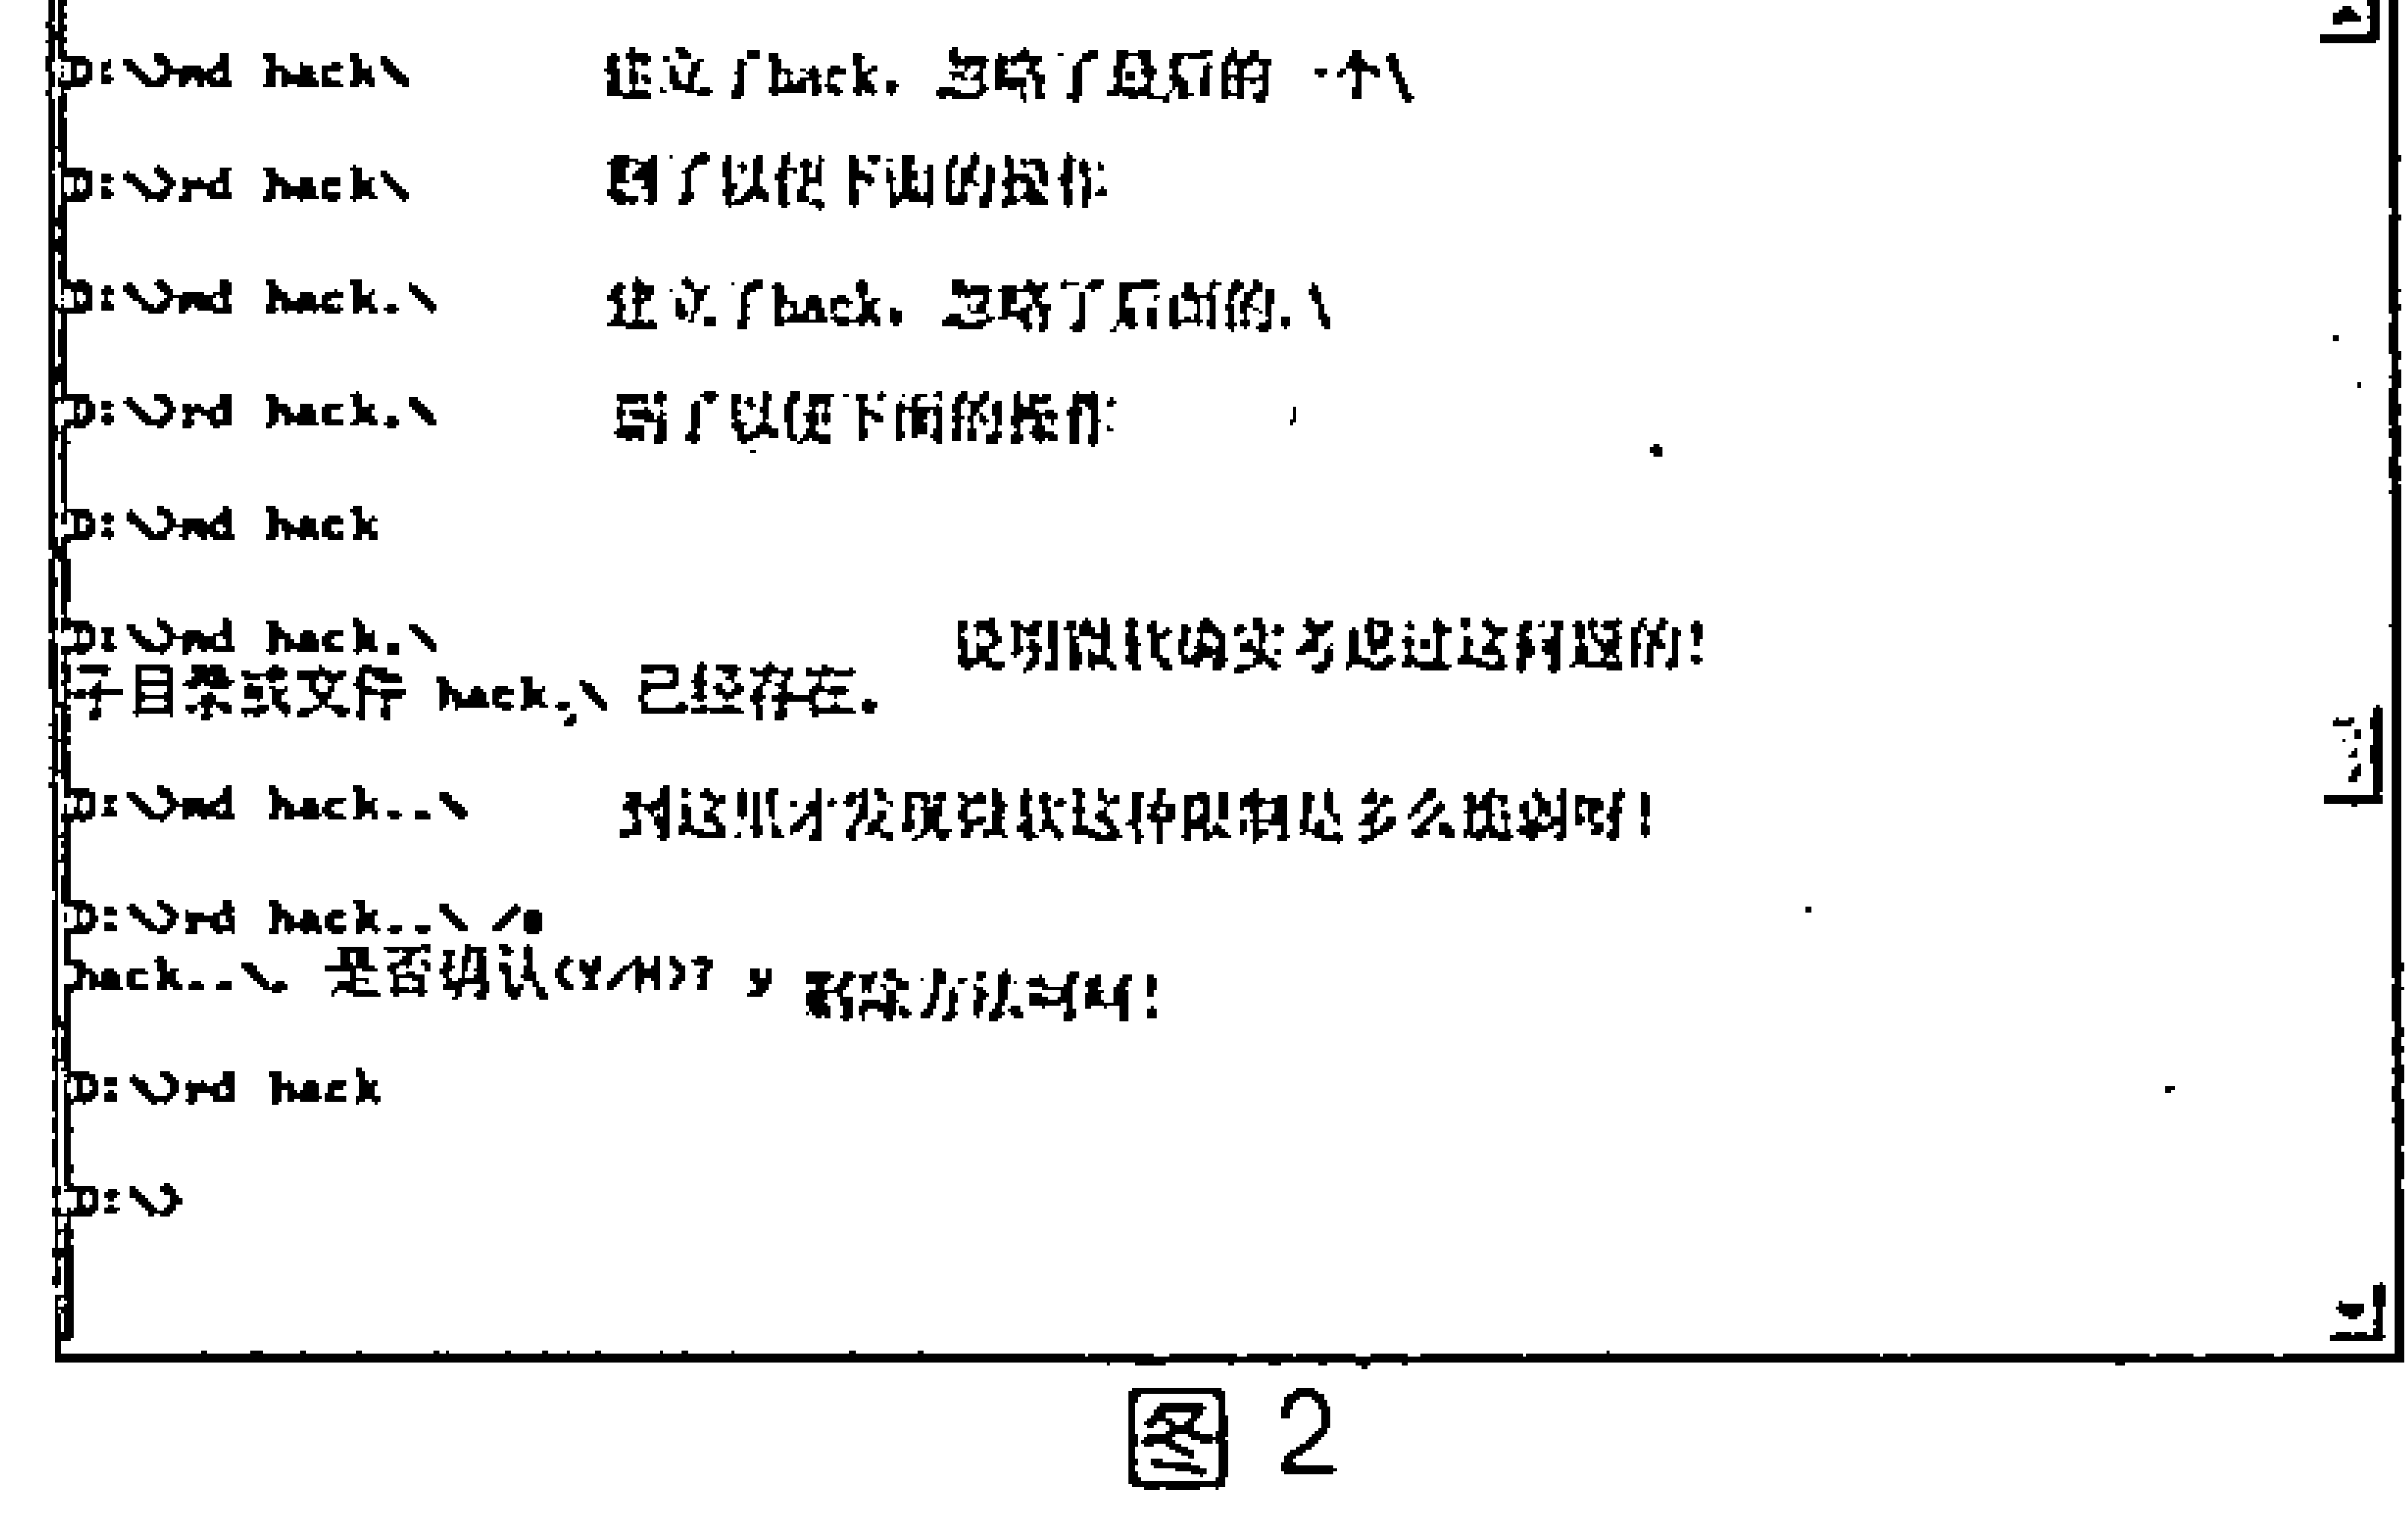 D:\>md hack\ 建立了hack，忽略了最后的一个\
D:\>rd hack\ 删了以便下面的操作
D:\>md hack.\ 建立了hack，忽略了后面的.\
D:\>rd hack.\ 删了以便下面的操作
D:\>md hack
D:\>md hack.\ 说明微软确实考虑过这问题的！
子目录或文件 hack.\ 已经存在。
D:\>md hack..\ 到这里才发现微软这种限制是多么
D:\>rd hack..\ /s
hack..\, 是否确认(Y/N)? y 删除方法
D:\>rd hack
D:\>
图 2